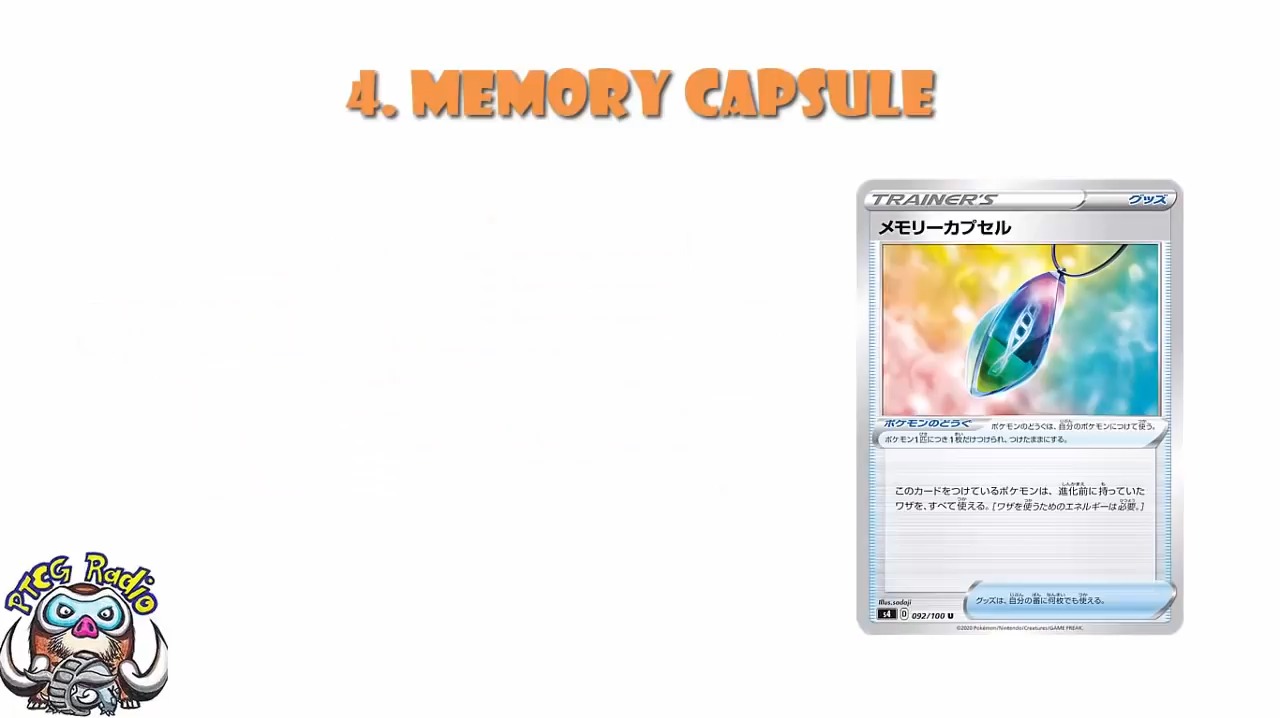 4. MEMORY CAPSULE
TRAINER'S
グッズ
メモリーカプセル
ポケモンのどうぐ
ポケモンのどうぐは、自分のポケモンにつけて使う。
ポケモン1匹につき1枚だけつけられ、つけたままにする。
このカードをつけているポケモンは、進化前に持っていた
ワザを、すべて使える。[ワザを使うためのエネルギーは必要。]
グッズは、自分の番に何枚でも使える。
Illus.sadaji
s4 D 092/100 U
©2020 Pokémon/Nintendo/Creatures/GAME FREAK.
PTCG Radio